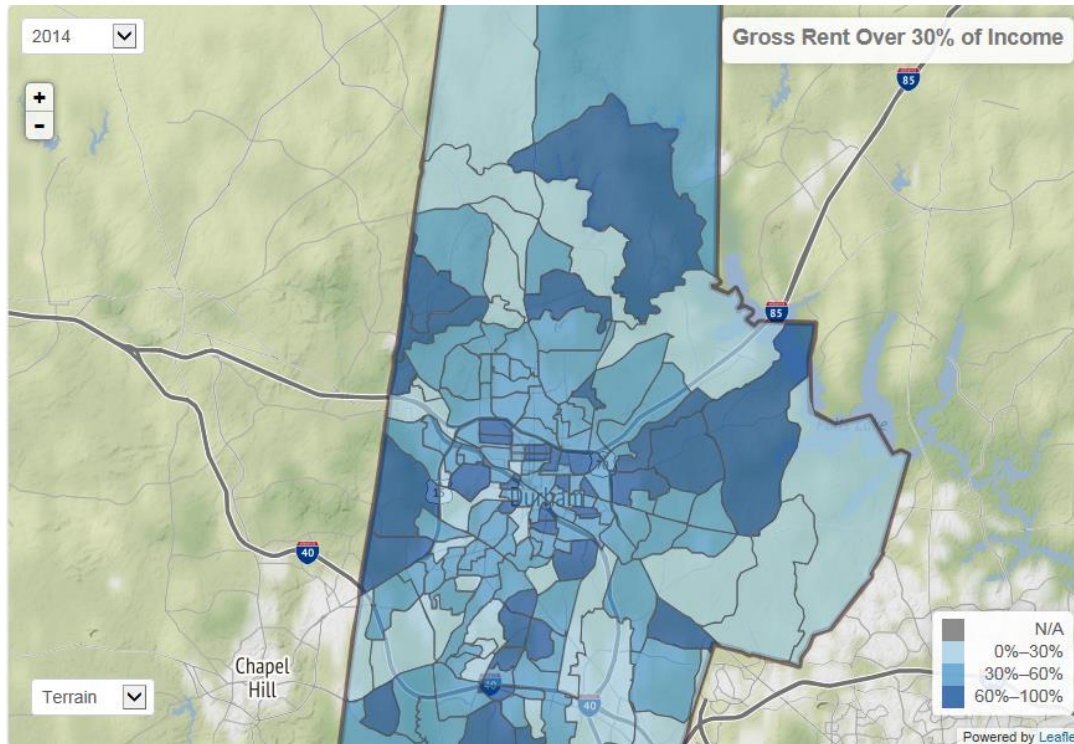 2014
Gross Rent Over 30% of Income
+
-
85
85
Durham
15
40
Chapel
Hill
40
40
Terrain
N/A
0%–30%
30%–60%
60%–100%
Powered by Leafle